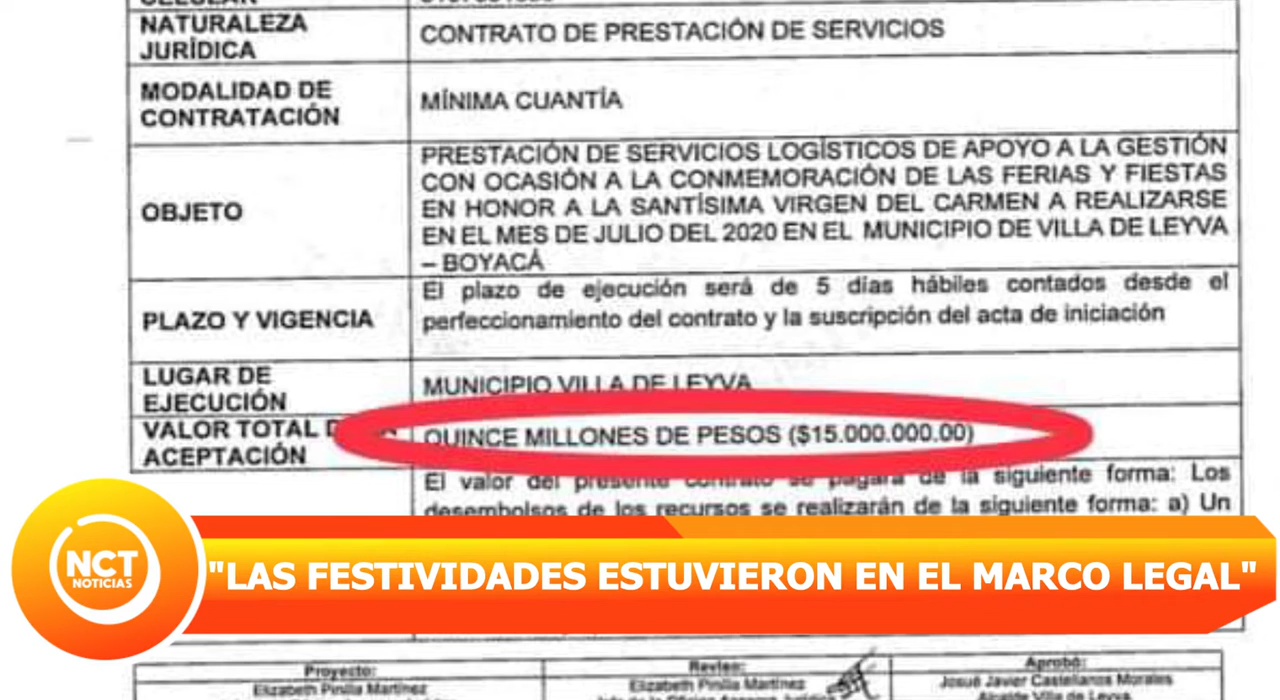 NATURALEZA
JURÍDICA
CONTRATO DE PRESTACIÓN DE SERVICIOS
MODALIDAD DE
CONTRATACIÓN
MÍNIMA CUANTÍA
OBJETO
PRESTACIÓN DE SERVICIOS LOGÍSTICOS DE APOYO A LA GESTIÓN
CON OCASIÓN A LA CONMEMORACIÓN DE LAS FERIAS Y FIESTAS
EN HONOR A LA SANTÍSIMA VIRGEN DEL CARMEN A REALIZARSE
EN EL MES DE JULIO DEL 2020 EN EL MUNICIPIO DE VILLA DE LEYVA
– BOYACÁ
PLAZO Y VIGENCIA
El plazo de ejecución será de 5 días hábiles contados desde el
perfeccionamiento del contrato y la suscripción del acta de iniciación
LUGAR DE
EJECUCIÓN
MUNICIPIO VILLA DE LEYVA
VALOR TOTAL
ACEPTACIÓN
QUINCE MILLONES DE PESOS ($15.000.000.00)
El valor del presente contrato se pagará de la siguiente forma: Los
desembolsos de los recursos se realizarán de la siguiente forma: a) Un
NCT
NOTICIAS
"LAS FESTIVIDADES ESTUVIERON EN EL MARCO LEGAL"
Proyecto:
Elizabeth Pinilla Martínez
Reviso:
Elizabeth Pinilla Martínez
Aprobó:
Josué Javier Castellanos Morales
Alcalde Villa de Leyva